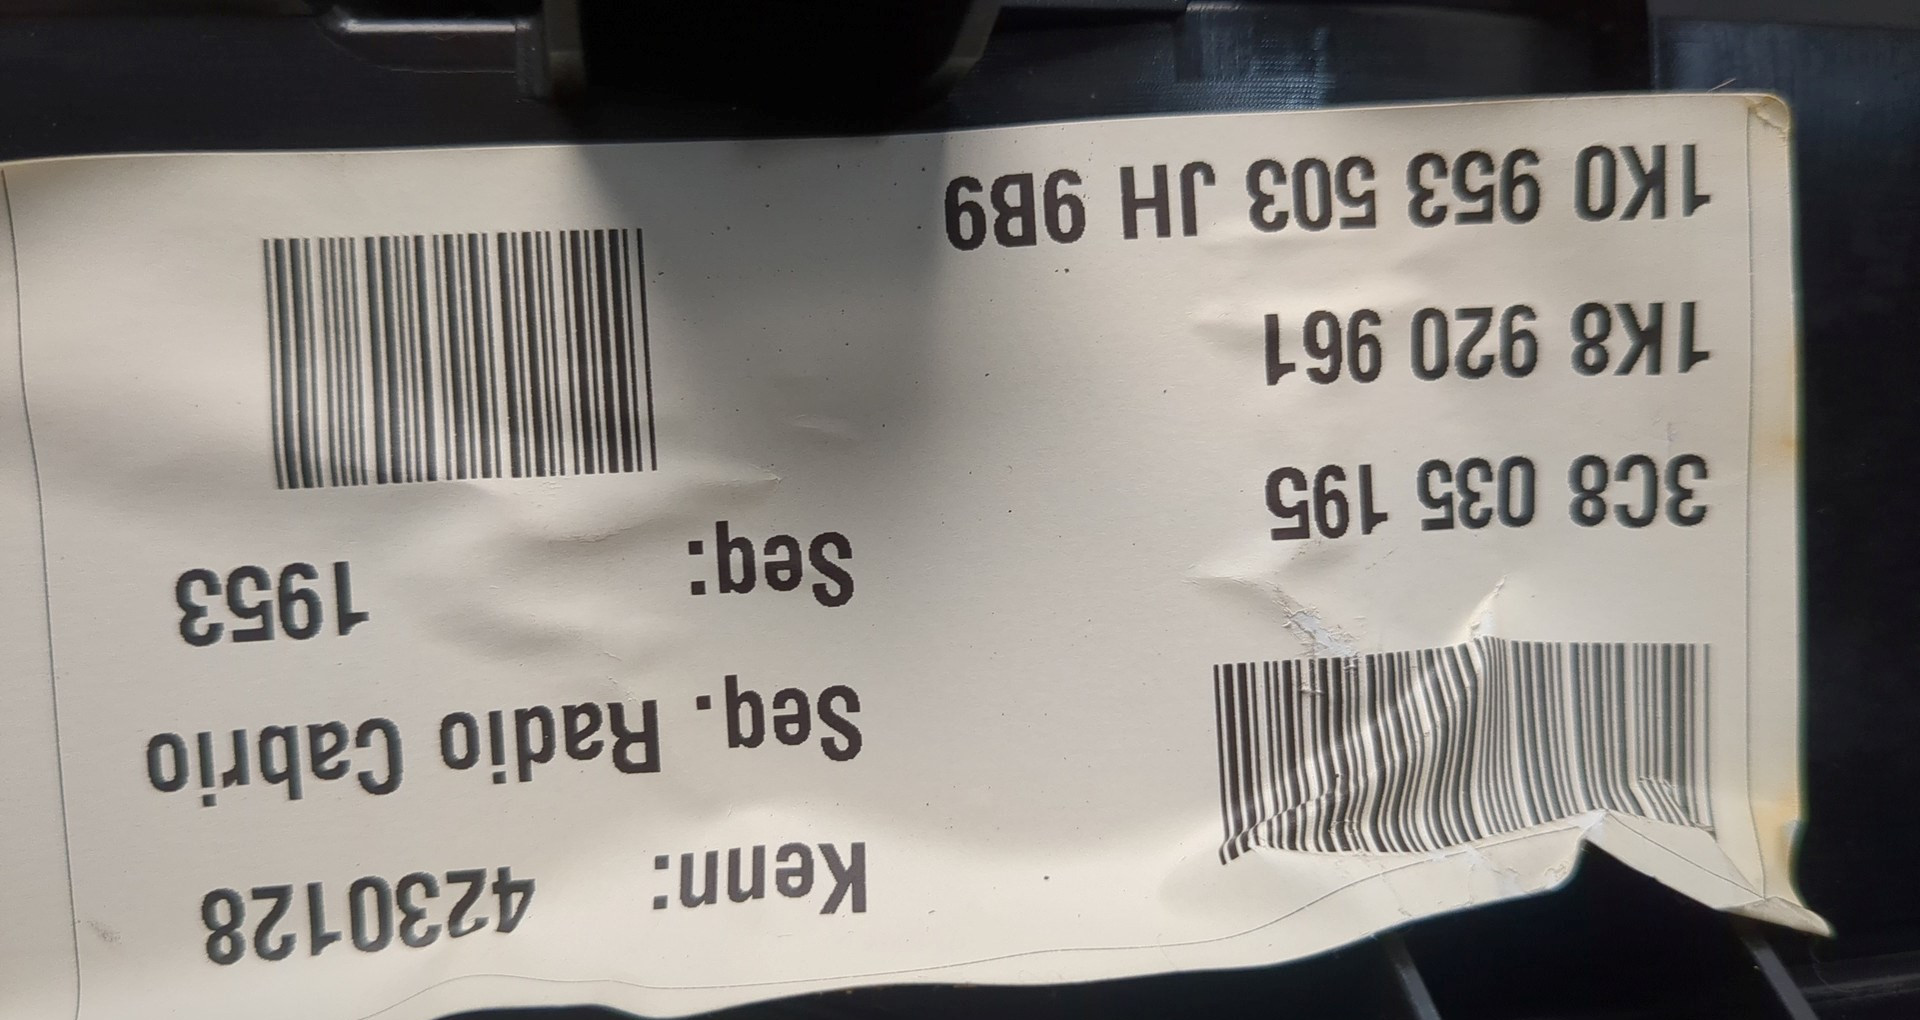 Kenn: 4230128
Seq. Radio Cabrio
Seq: 1953
3C8 035 195
1K8 920 961
1K0 953 503 JH 9B9